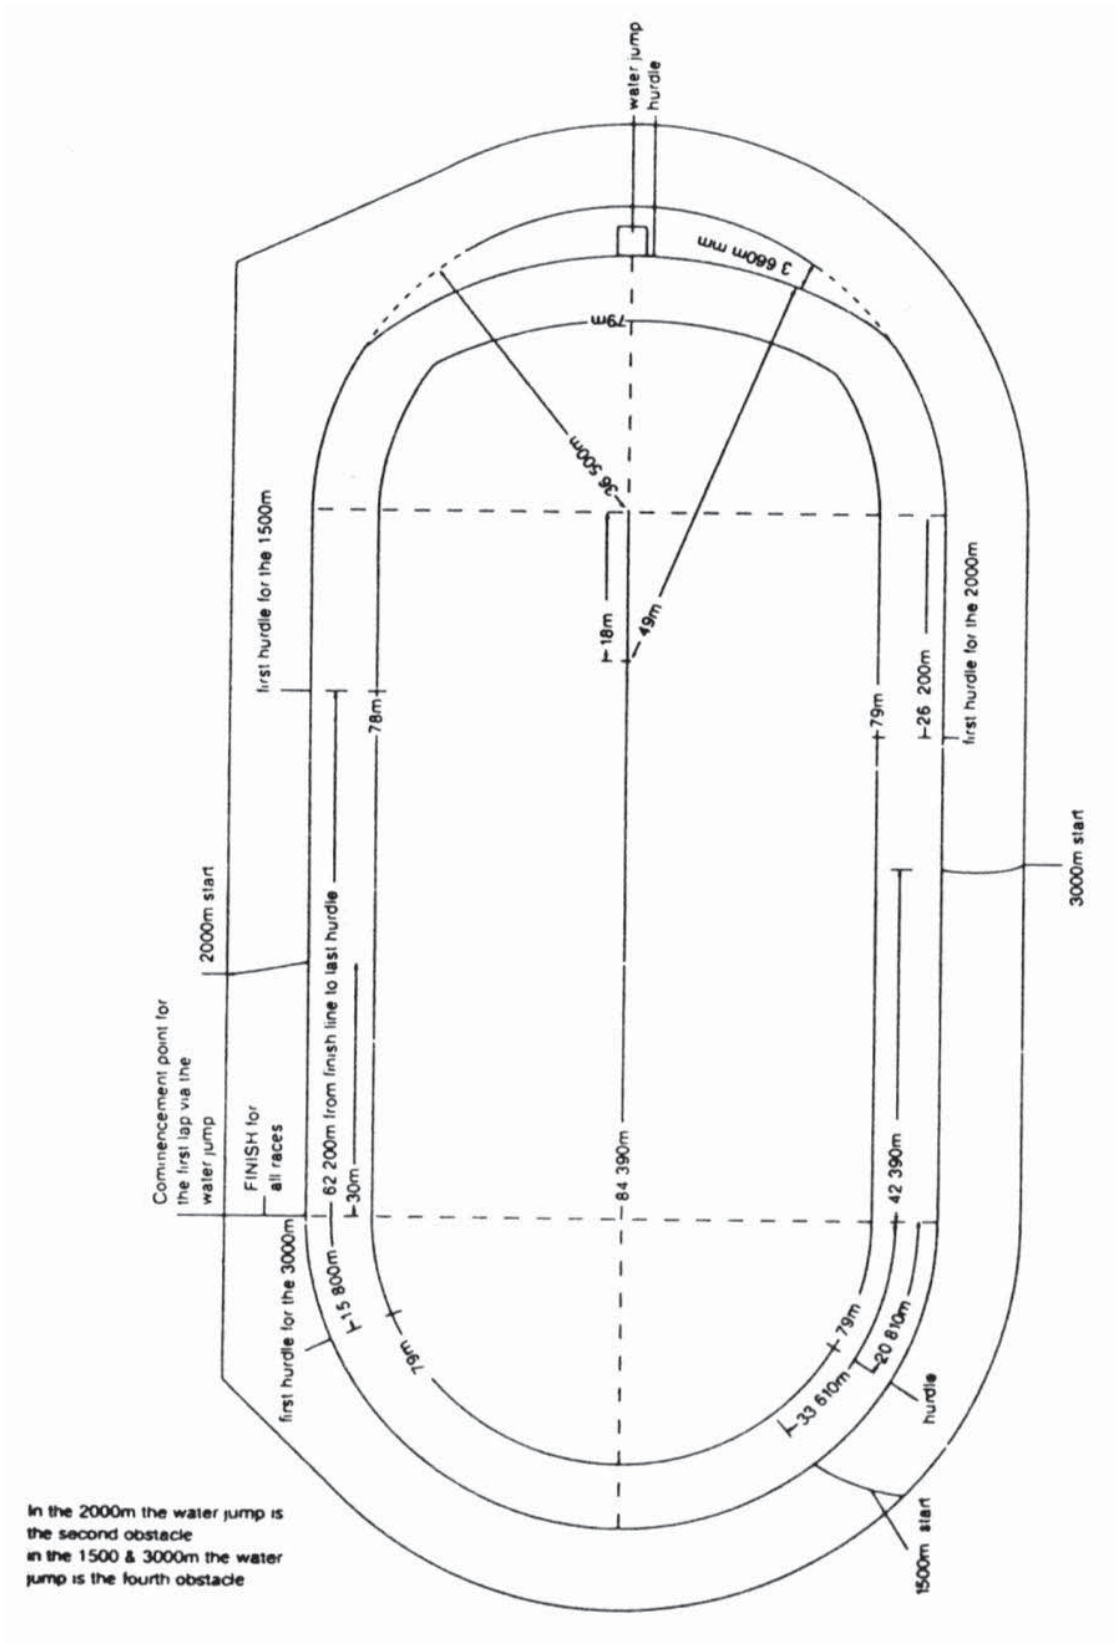 water jump
hurdle
3 660m mm
79m
36 500m
first hurdle for the 1500m
18m
49m
78m
79m
26 200m
first hurdle for the 2000m
2000m start
3000m start
Commencement point for
the first lap via the
water jump
FINISH for
all races
62 200m from finish line to last hurdle
30m
84 390m
42 390m
first hurdle for the 3000m
15 800m
79m
79m
20 810m
33 610m
hurdle
1500m start
In the 2000m the water jump is
the second obstacle
in the 1500 & 3000m the water
jump is the fourth obstacle